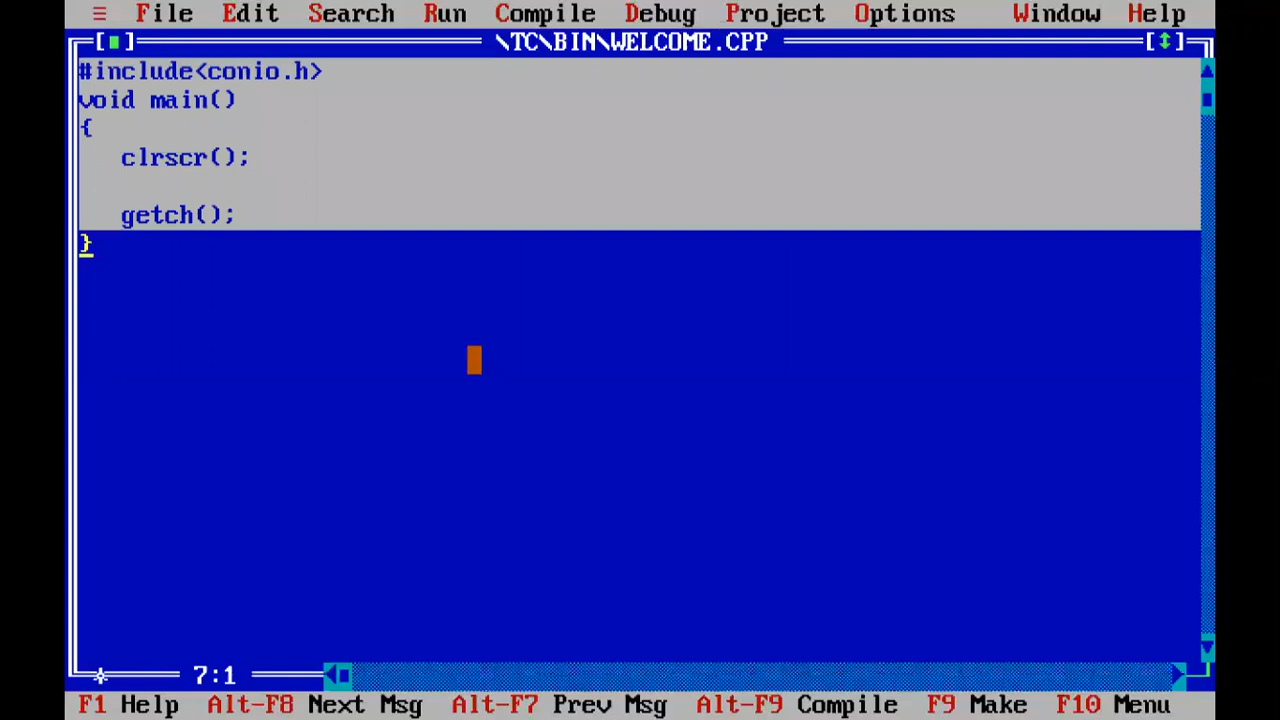 ≡ File Edit Search Run Compile Debug Project Options Window Help
[■] \TC\BIN\WELCOME.CPP [↕]
#include<conio.h>
void main()
{
   clrscr();

   getch();
}
* 7:1
F1 Help Alt-F8 Next Msg Alt-F7 Prev Msg Alt-F9 Compile F9 Make F10 Menu